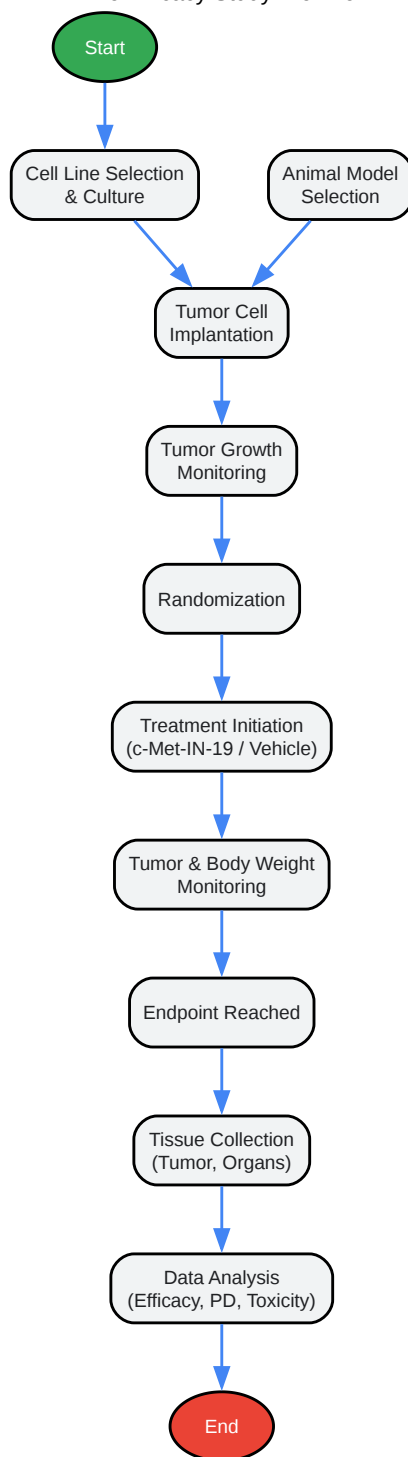 Start
Cell Line Selection
& Culture
Animal Model
Selection
Tumor Cell
Implantation
Tumor Growth
Monitoring
Randomization
Treatment Initiation
(c-Met-IN-19 / Vehicle)
Tumor & Body Weight
Monitoring
Endpoint Reached
Tissue Collection
(Tumor, Organs)
Data Analysis
(Efficacy, PD, Toxicity)
End